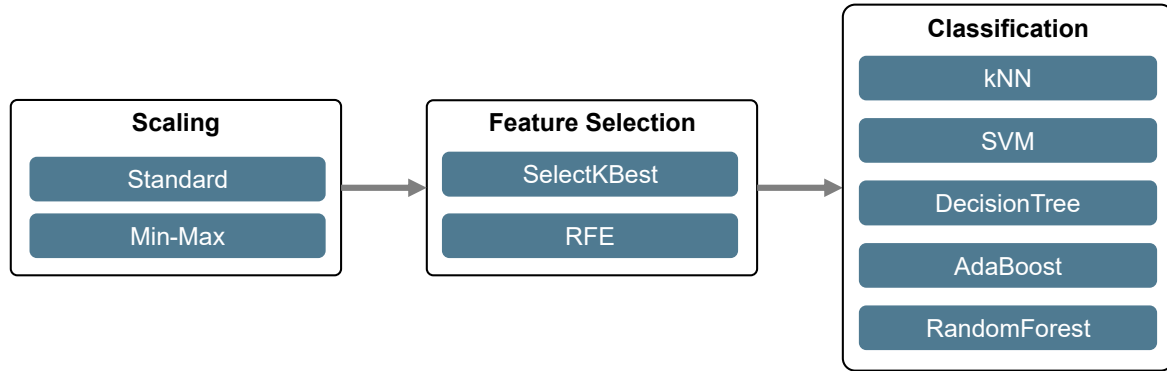 Scaling
Standard
Min-Max
Feature Selection
SelectKBest
RFE
Classification
kNN
SVM
DecisionTree
AdaBoost
RandomForest